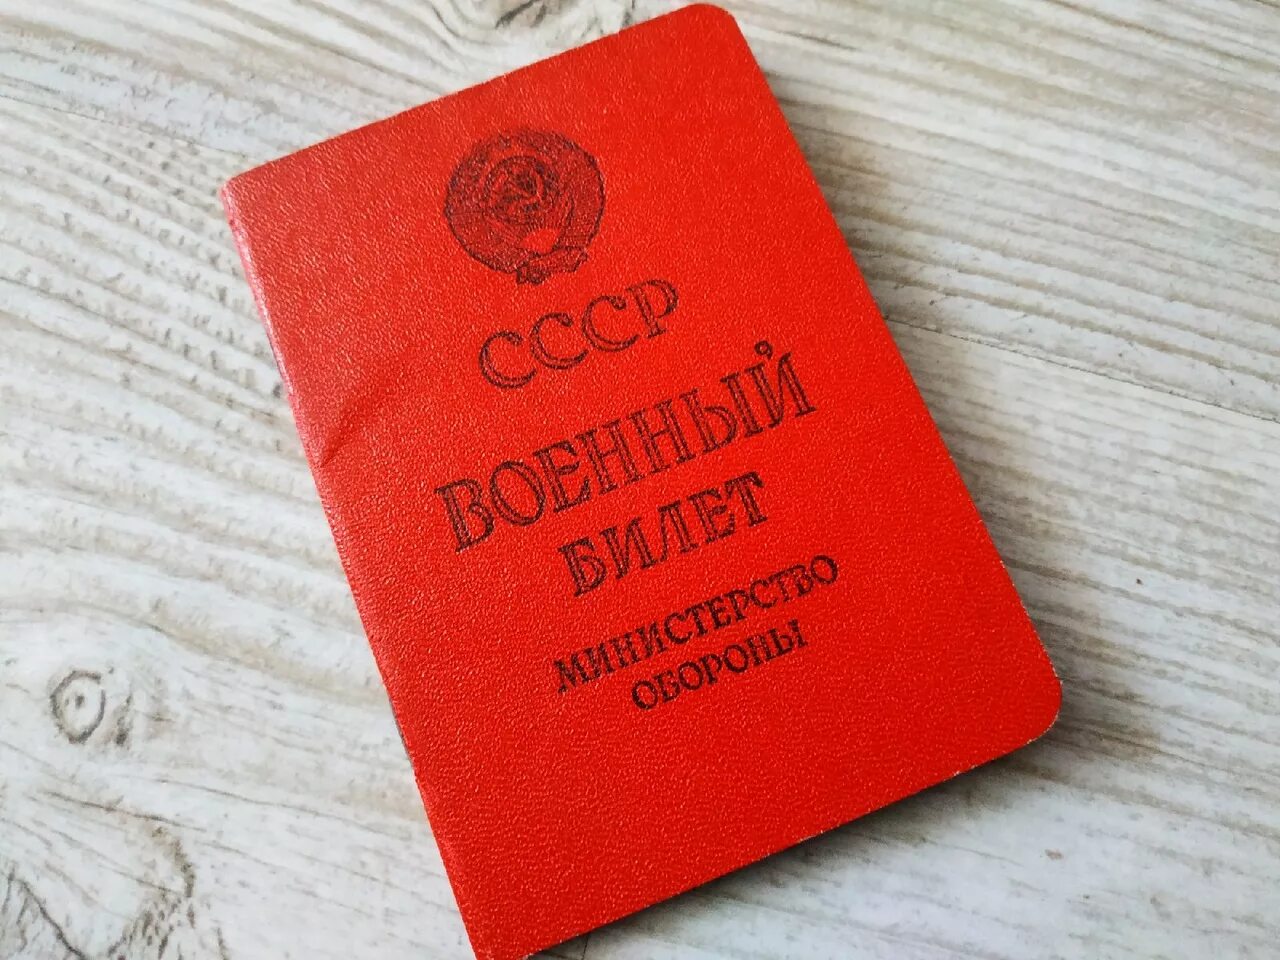 СССР
ВОЕННЫЙ
БИЛЕТ
МИНИСТЕРСТВО
ОБОРОНЫ